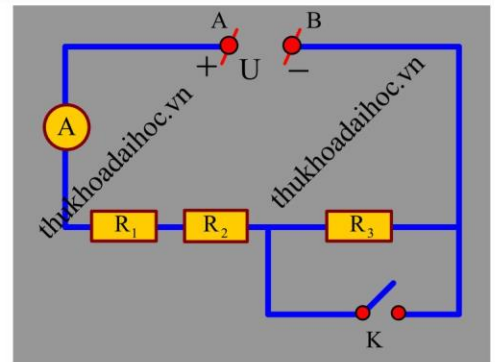 A B
+ U −
A
thukhoadaihoc.vn
thukhoadaihoc.vn
R1 R2 R3
K